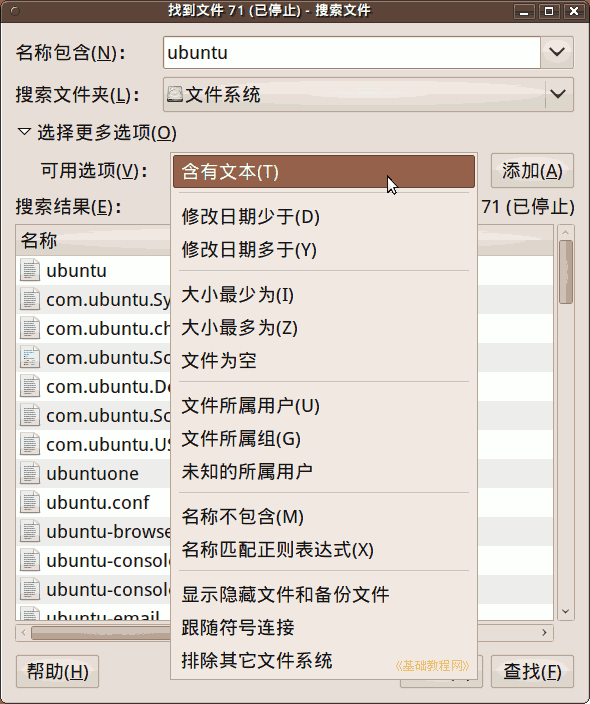 找到文件 71 (已停止) - 搜索文件
名称包含(N)： ubuntu
搜索文件夹(L)： 文件系统
选择更多选项(O)
可用选项(V)： 含有文本(T) 添加(A)
搜索结果(E)： 71 (已停止)
修改日期少于(D)
名称
修改日期多于(Y)
ubuntu
大小最少为(I)
com.ubuntu.Sy
大小最多为(Z)
com.ubuntu.ch
文件为空
com.ubuntu.So
com.ubuntu.De
文件所属用户(U)
com.ubuntu.So
文件所属组(G)
com.ubuntu.US
未知的所属用户
ubuntuone
ubuntu.conf
名称不包含(M)
ubuntu-browse
名称匹配正则表达式(X)
ubuntu-consol
ubuntu-consol
显示隐藏文件和备份文件
ubuntu-email
跟随符号连接
排除其它文件系统
《基础教程网》
帮助(H) 查找(F)